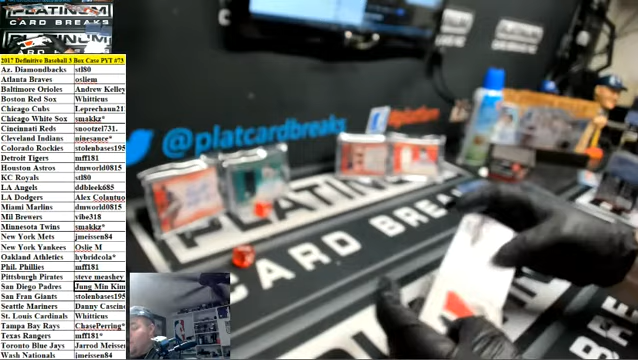 PLATINUM
CARD BREAKS
2017 Definitive Baseball 3 Box Case PYT #73
Az. Diamondbacks stl80
Atlanta Braves osliem
Baltimore Orioles Andrew Kelley
Boston Red Sox Whitticus
Chicago Cubs Leprechaun21
Chicago White Sox smakkz*
Cincinnati Reds snootzel731.
Cleveland Indians ninesance*
Colorado Rockies stolenbases195
Detroit Tigers mff181
Houston Astros dmworld0815
KC Royals stl80
LA Angels ddbleek685
LA Dodgers Alex Colantuo
Miami Marlins dmworld0815
Mil Brewers vibe318
Minnesota Twins smakkz*
New York Mets jmeissen84
New York Yankees Oslie M
Oakland Athletics hybridcola*
Phil. Phillies mff181
Pittsburgh Pirates steve meashey
San Diego Padres Jung Min Kim
San Fran Giants stolenbases195
Seattle Mariners Danny Cascino
St. Louis Cardinals Whitticus
Tampa Bay Rays ChasePerring*
Texas Rangers mff181*
Toronto Blue Jays Jarrod Meissen
Wash Nationals jmeissen84
@platcardbreaks
PLATINUM
CARD BREA